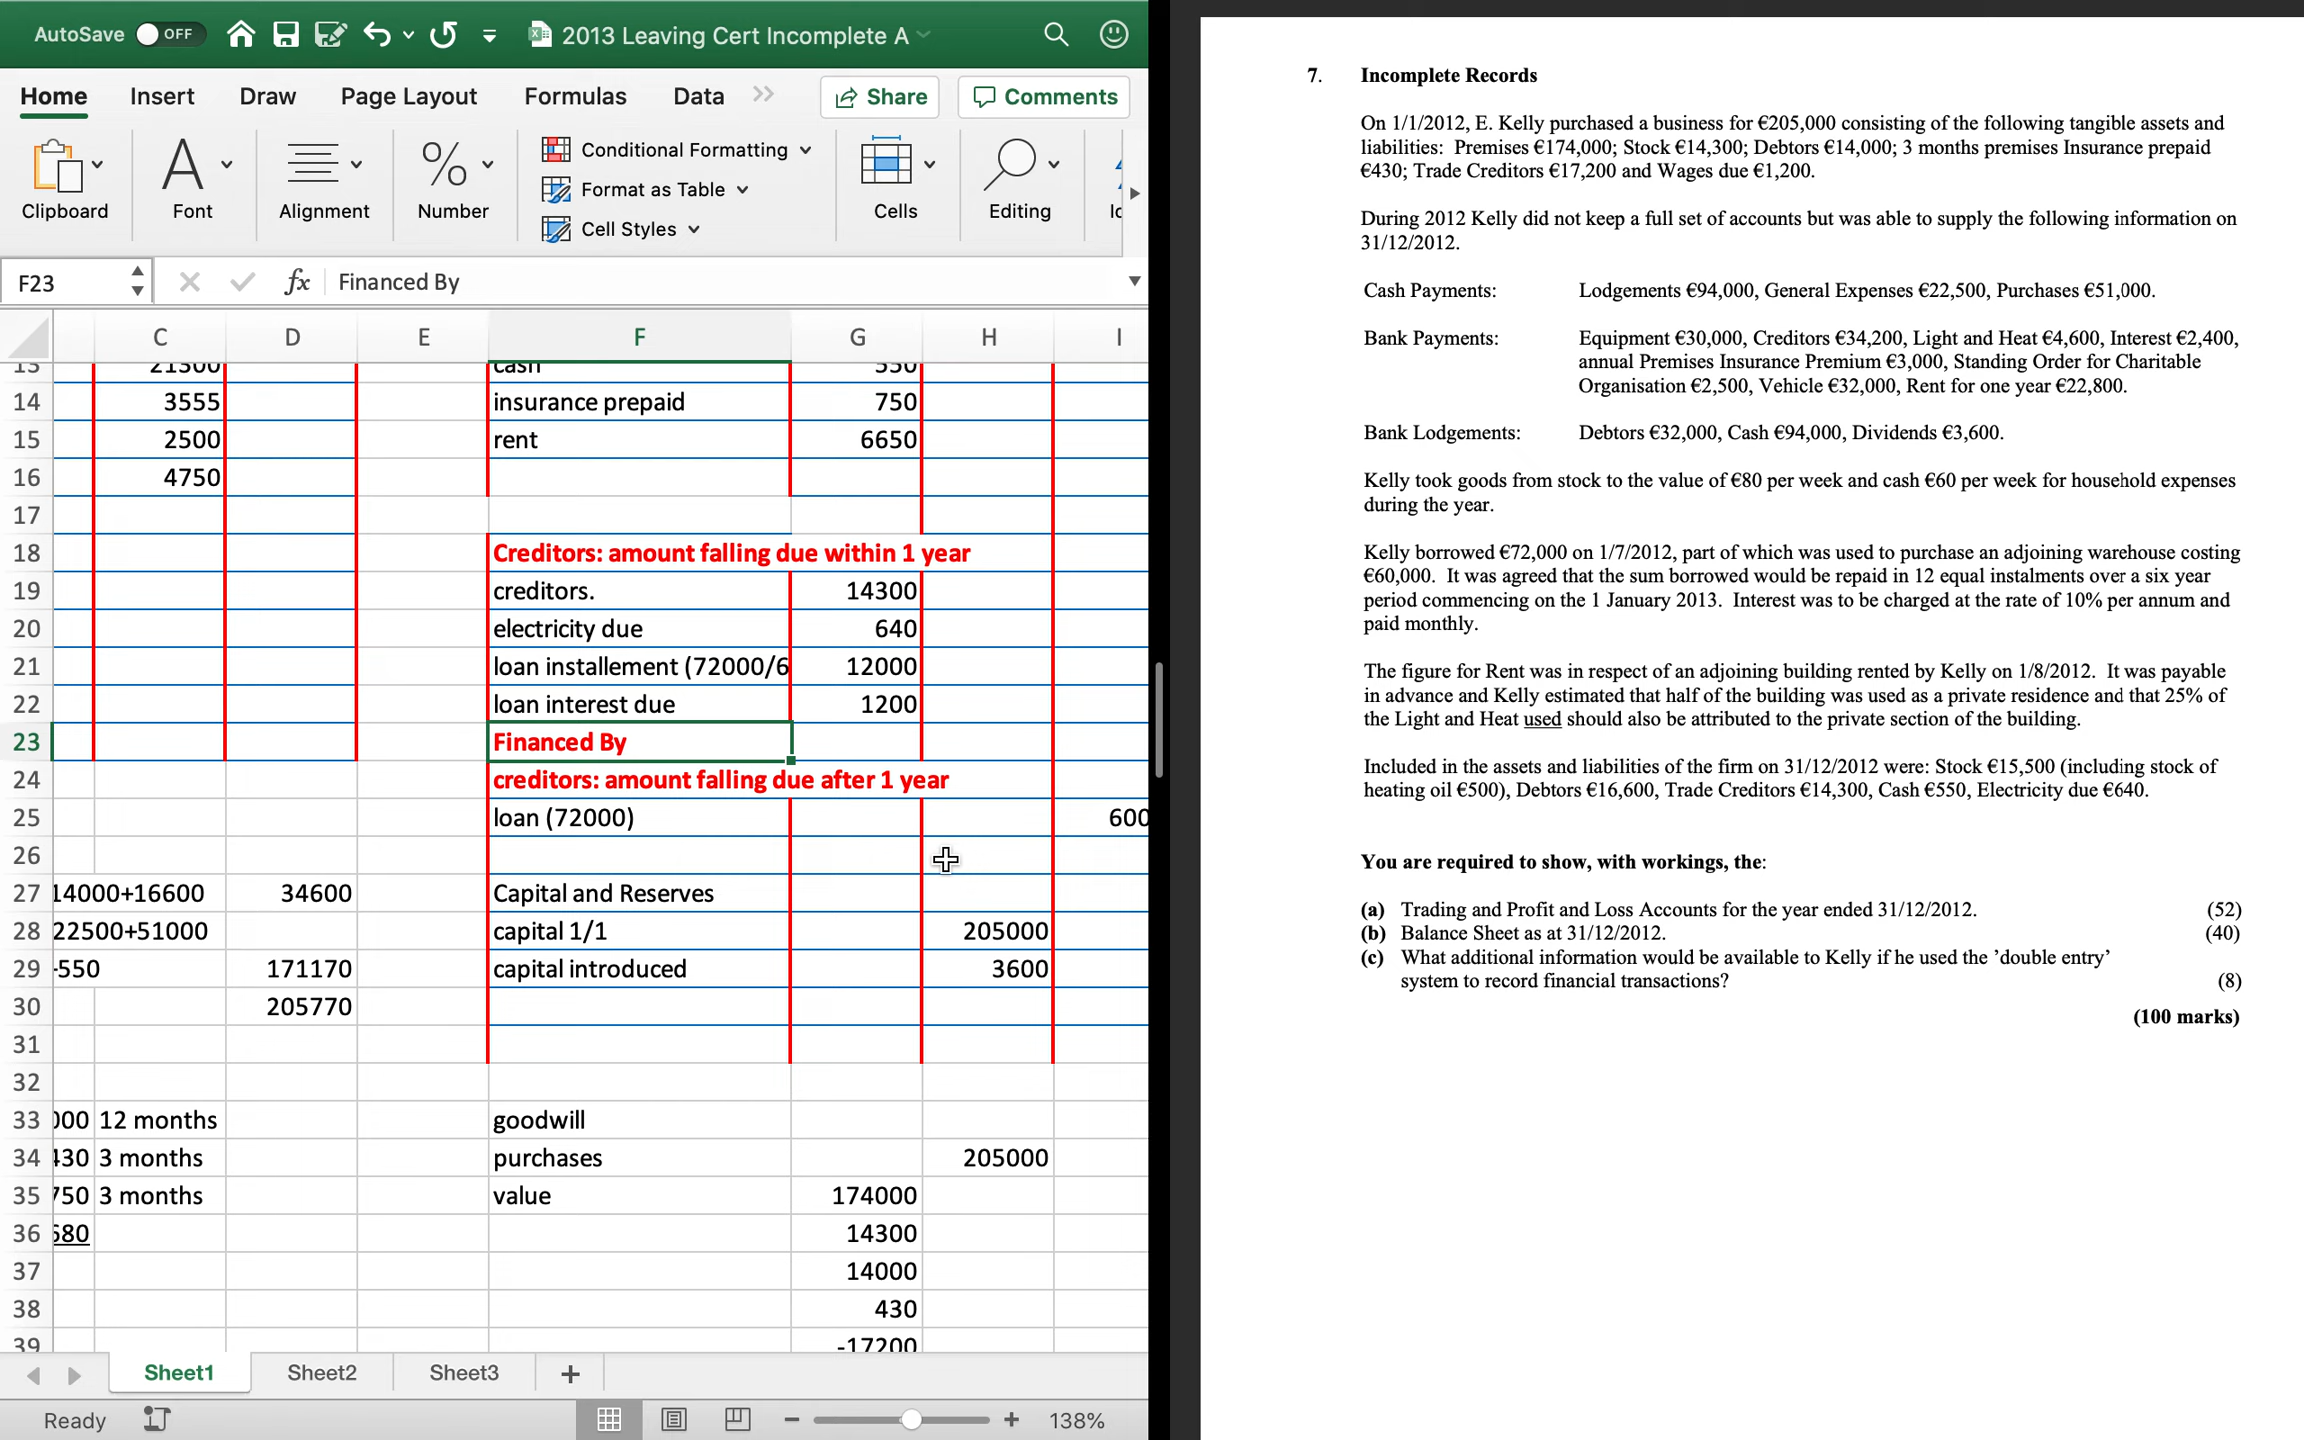 AutoSave OFF 2013 Leaving Cert Incomplete A
Home Insert Draw Page Layout Formulas Data Share Comments
Clipboard Font Alignment Number Conditional Formatting Format as Table Cell Styles Cells Editing
F23 fx Financed By
C D E F G H I
13 21500 cash 550
14 3555 insurance prepaid 750
15 2500 rent 6650
16 4750
17
18 Creditors: amount falling due within 1 year
19 creditors. 14300
20 electricity due 640
21 loan installement (72000/6 12000
22 loan interest due 1200
23 Financed By
24 creditors: amount falling due after 1 year
25 loan (72000) 600
26
27 14000+16600 34600 Capital and Reserves
28 22500+51000 capital 1/1 205000
29 -550 171170 capital introduced 3600
30 205770
31
32
33 000 12 months goodwill
34 430 3 months purchases 205000
35 750 3 months value 174000
36 680 14300
37 14000
38 430
39 -17200
Sheet1 Sheet2 Sheet3 +
Ready 138%
7. Incomplete Records
On 1/1/2012, E. Kelly purchased a business for €205,000 consisting of the following tangible assets and
liabilities: Premises €174,000; Stock €14,300; Debtors €14,000; 3 months premises Insurance prepaid
€430; Trade Creditors €17,200 and Wages due €1,200.
During 2012 Kelly did not keep a full set of accounts but was able to supply the following information on
31/12/2012.
Cash Payments: Lodgements €94,000, General Expenses €22,500, Purchases €51,000.
Bank Payments: Equipment €30,000, Creditors €34,200, Light and Heat €4,600, Interest €2,400,
annual Premises Insurance Premium €3,000, Standing Order for Charitable
Organisation €2,500, Vehicle €32,000, Rent for one year €22,800.
Bank Lodgements: Debtors €32,000, Cash €94,000, Dividends €3,600.
Kelly took goods from stock to the value of €80 per week and cash €60 per week for household expenses
during the year.
Kelly borrowed €72,000 on 1/7/2012, part of which was used to purchase an adjoining warehouse costing
€60,000. It was agreed that the sum borrowed would be repaid in 12 equal instalments over a six year
period commencing on the 1 January 2013. Interest was to be charged at the rate of 10% per annum and
paid monthly.
The figure for Rent was in respect of an adjoining building rented by Kelly on 1/8/2012. It was payable
in advance and Kelly estimated that half of the building was used as a private residence and that 25% of
the Light and Heat used should also be attributed to the private section of the building.
Included in the assets and liabilities of the firm on 31/12/2012 were: Stock €15,500 (including stock of
heating oil €500), Debtors €16,600, Trade Creditors €14,300, Cash €550, Electricity due €640.
You are required to show, with workings, the:
(a) Trading and Profit and Loss Accounts for the year ended 31/12/2012. (52)
(b) Balance Sheet as at 31/12/2012. (40)
(c) What additional information would be available to Kelly if he used the ’double entry’
system to record financial transactions? (8)
(100 marks)